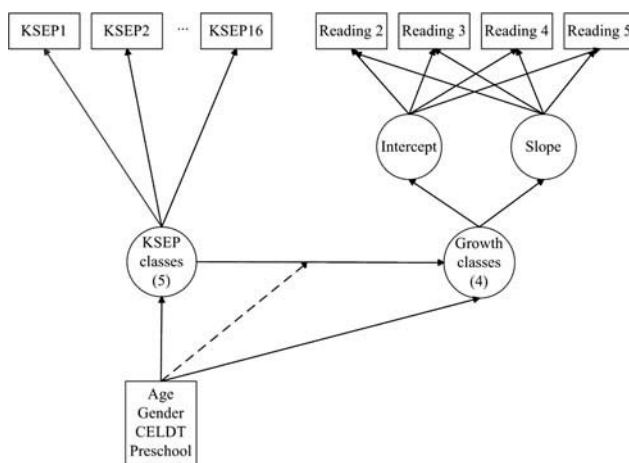 KSEP1 KSEP2 ... KSEP16 Reading 2 Reading 3 Reading 4 Reading 5
Intercept Slope
KSEP
classes
(5)
Growth
classes
(4)
Age
Gender
CELDT
Preschool